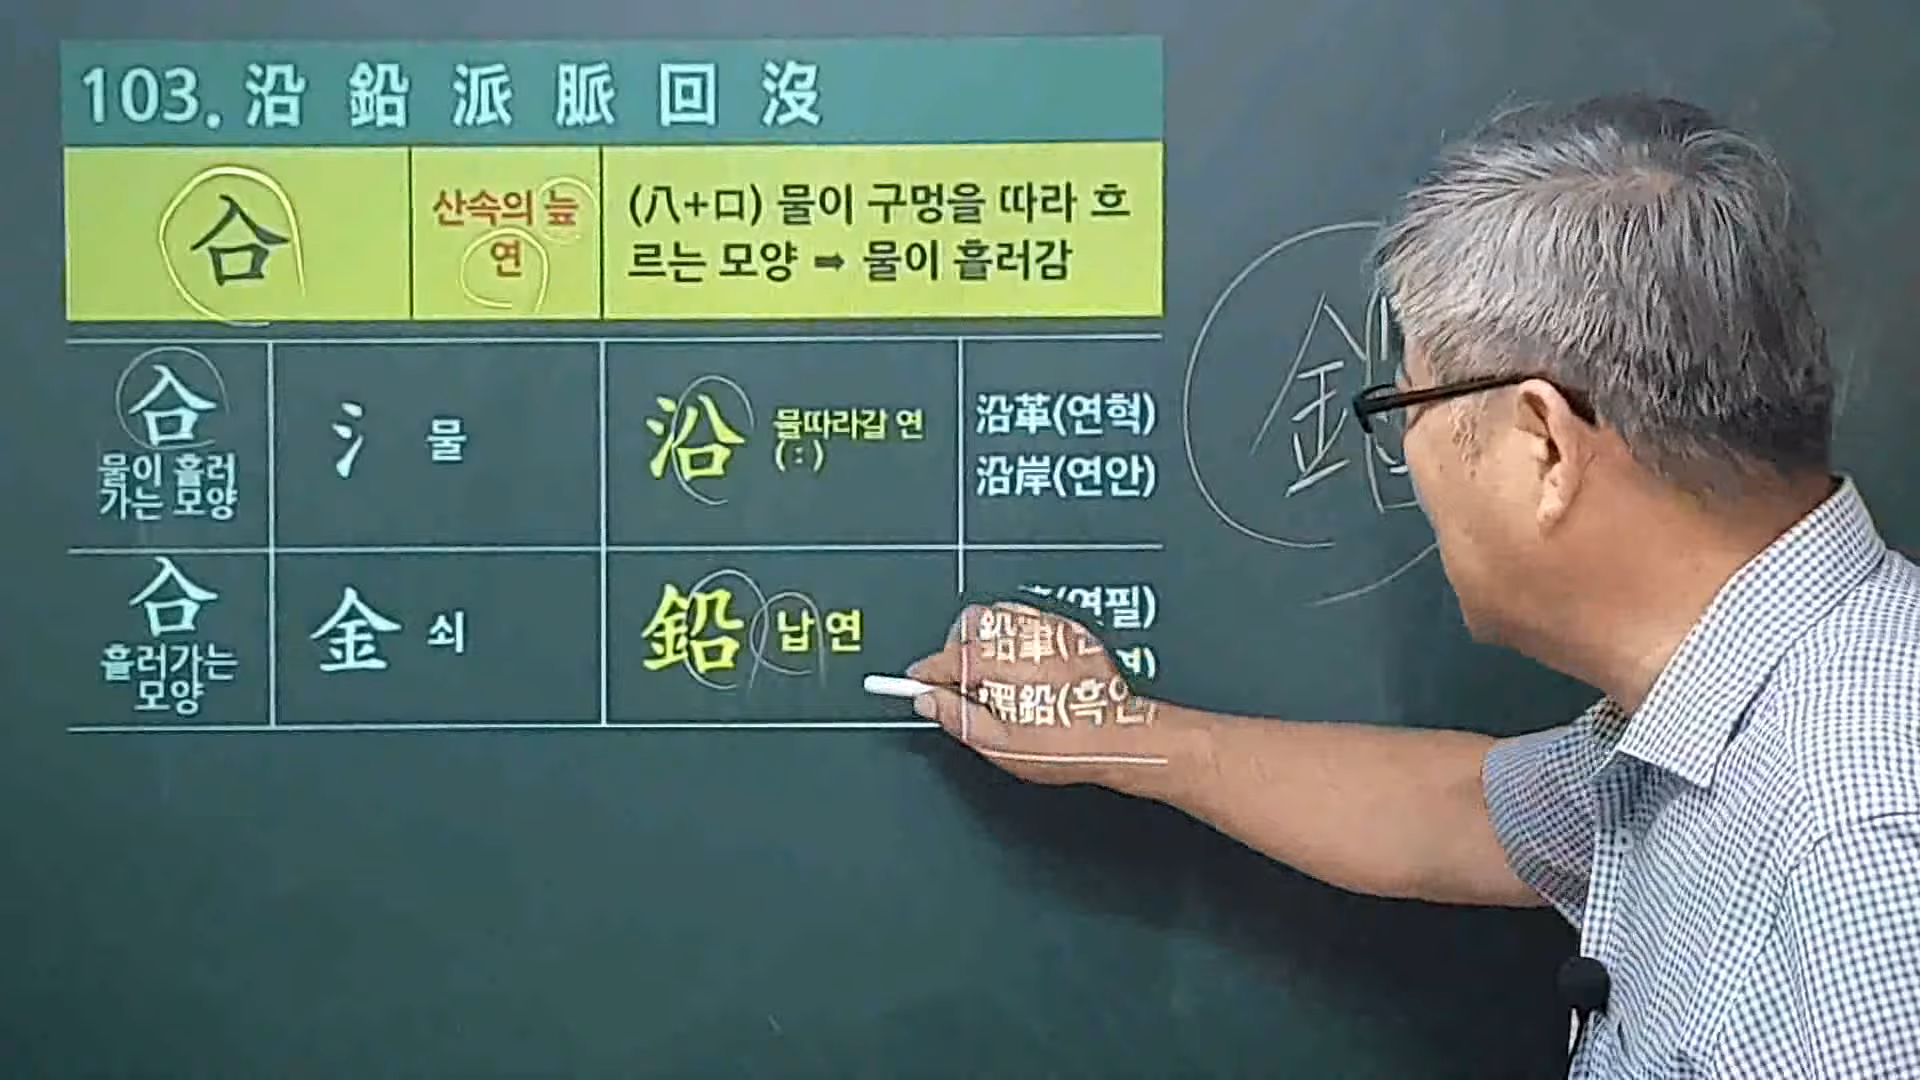 103. 沿 鉛 派 脈 回 沒
㕣
산속의 늪
연
(八+口) 물이 구멍을 따라 흐
르는 모양 ➡ 물이 흘러감
㕣
물이 흘러
가는 모양
氵 물
沿 물따라갈 연
(:)
沿革(연혁)
沿岸(연안)
㕣
흘러가는
모양
金 쇠
鉛 납 연
鉛筆(연필)
黑鉛(흑연)